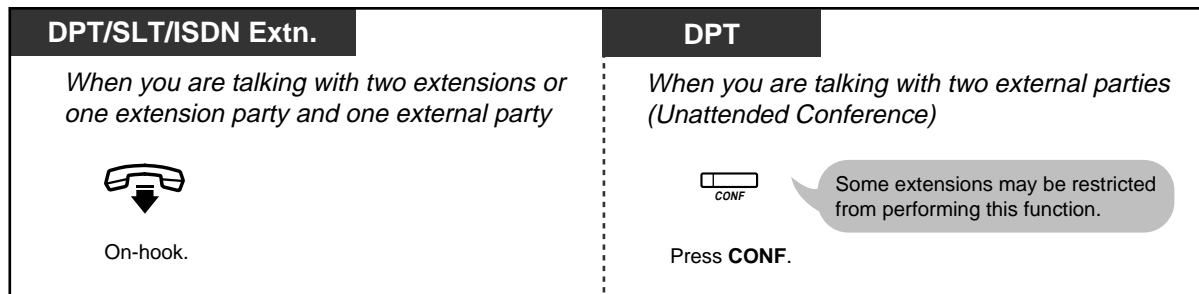 DPT/SLT/ISDN Extn.
When you are talking with two extensions or
one extension party and one external party
On-hook.
DPT
When you are talking with two external parties
(Unattended Conference)
CONF
Some extensions may be restricted
from performing this function.
Press CONF.